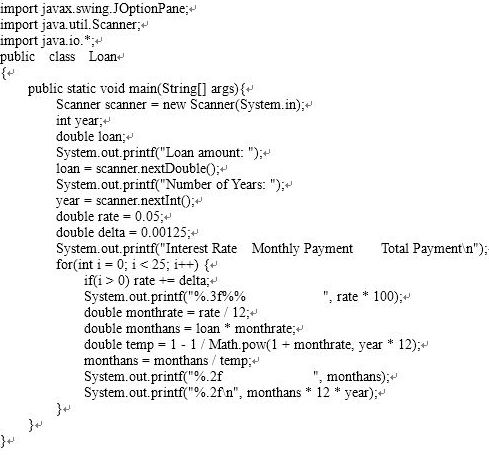 import javax.swing.JOptionPane;
import java.util.Scanner;
import java.io.*;
public   class   Loan
{
public static void main(String[] args){
Scanner scanner = new Scanner(System.in);
int year;
double loan;
System.out.printf("Loan amount: ");
loan = scanner.nextDouble();
System.out.printf("Number of Years: ");
year = scanner.nextInt();
double rate = 0.05;
double delta = 0.00125;
System.out.printf("Interest Rate    Monthly Payment        Total Payment\n");
for(int i = 0; i < 25; i++) {
if(i > 0) rate += delta;
System.out.printf("%.3f%%                    ", rate * 100);
double monthrate = rate / 12;
double monthans = loan * monthrate;
double temp = 1 - 1 / Math.pow(1 + monthrate, year * 12);
monthans = monthans / temp;
System.out.printf("%.2f                    ", monthans);
System.out.printf("%.2f\n", monthans * 12 * year);
}
}
}